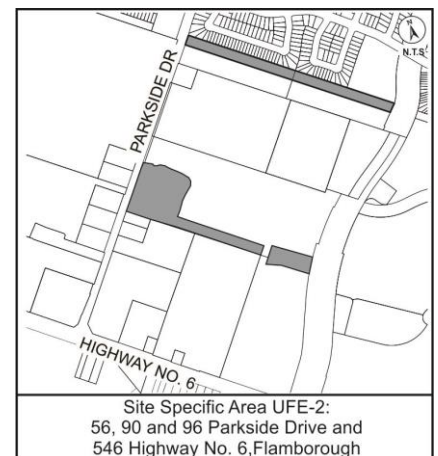 N
N.T.S
PARKSIDE DR
HIGHWAY NO. 6
Site Specific Area UFE-2:
56, 90 and 96 Parkside Drive and
546 Highway No. 6,Flamborough